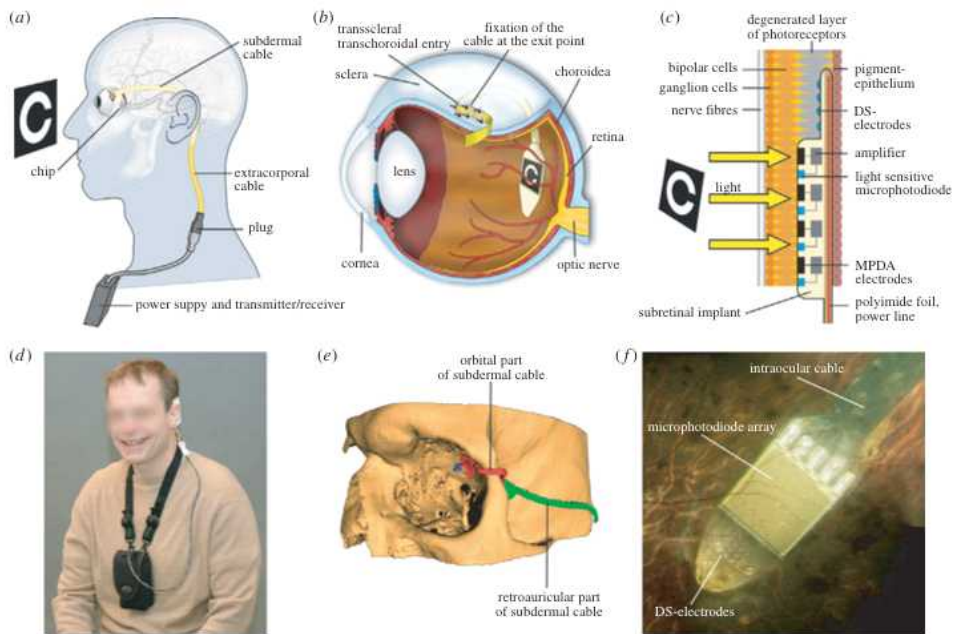 (a)
subdermal
cable
C
chip
extracorporal
cable
plug
power suppy and transmitter/receiver
(b)
transscleral
transchoroidal entry
fixation of the
cable at the exit point
sclera
choroidea
retina
lens
C
cornea
optic nerve
(c)
degenerated layer
of photoreceptors
bipolar cells
ganglion cells
nerve fibres
pigment-
epithelium
DS-
electrodes
amplifier
light sensitive
microphotodiode
C
light
MPDA
electrodes
subretinal implant
polyimide foil,
power line
(d)
(e)
orbital part
of subdermal cable
retroauricular part
of subdermal cable
(f)
intraocular cable
microphotodiode array
DS-electrodes